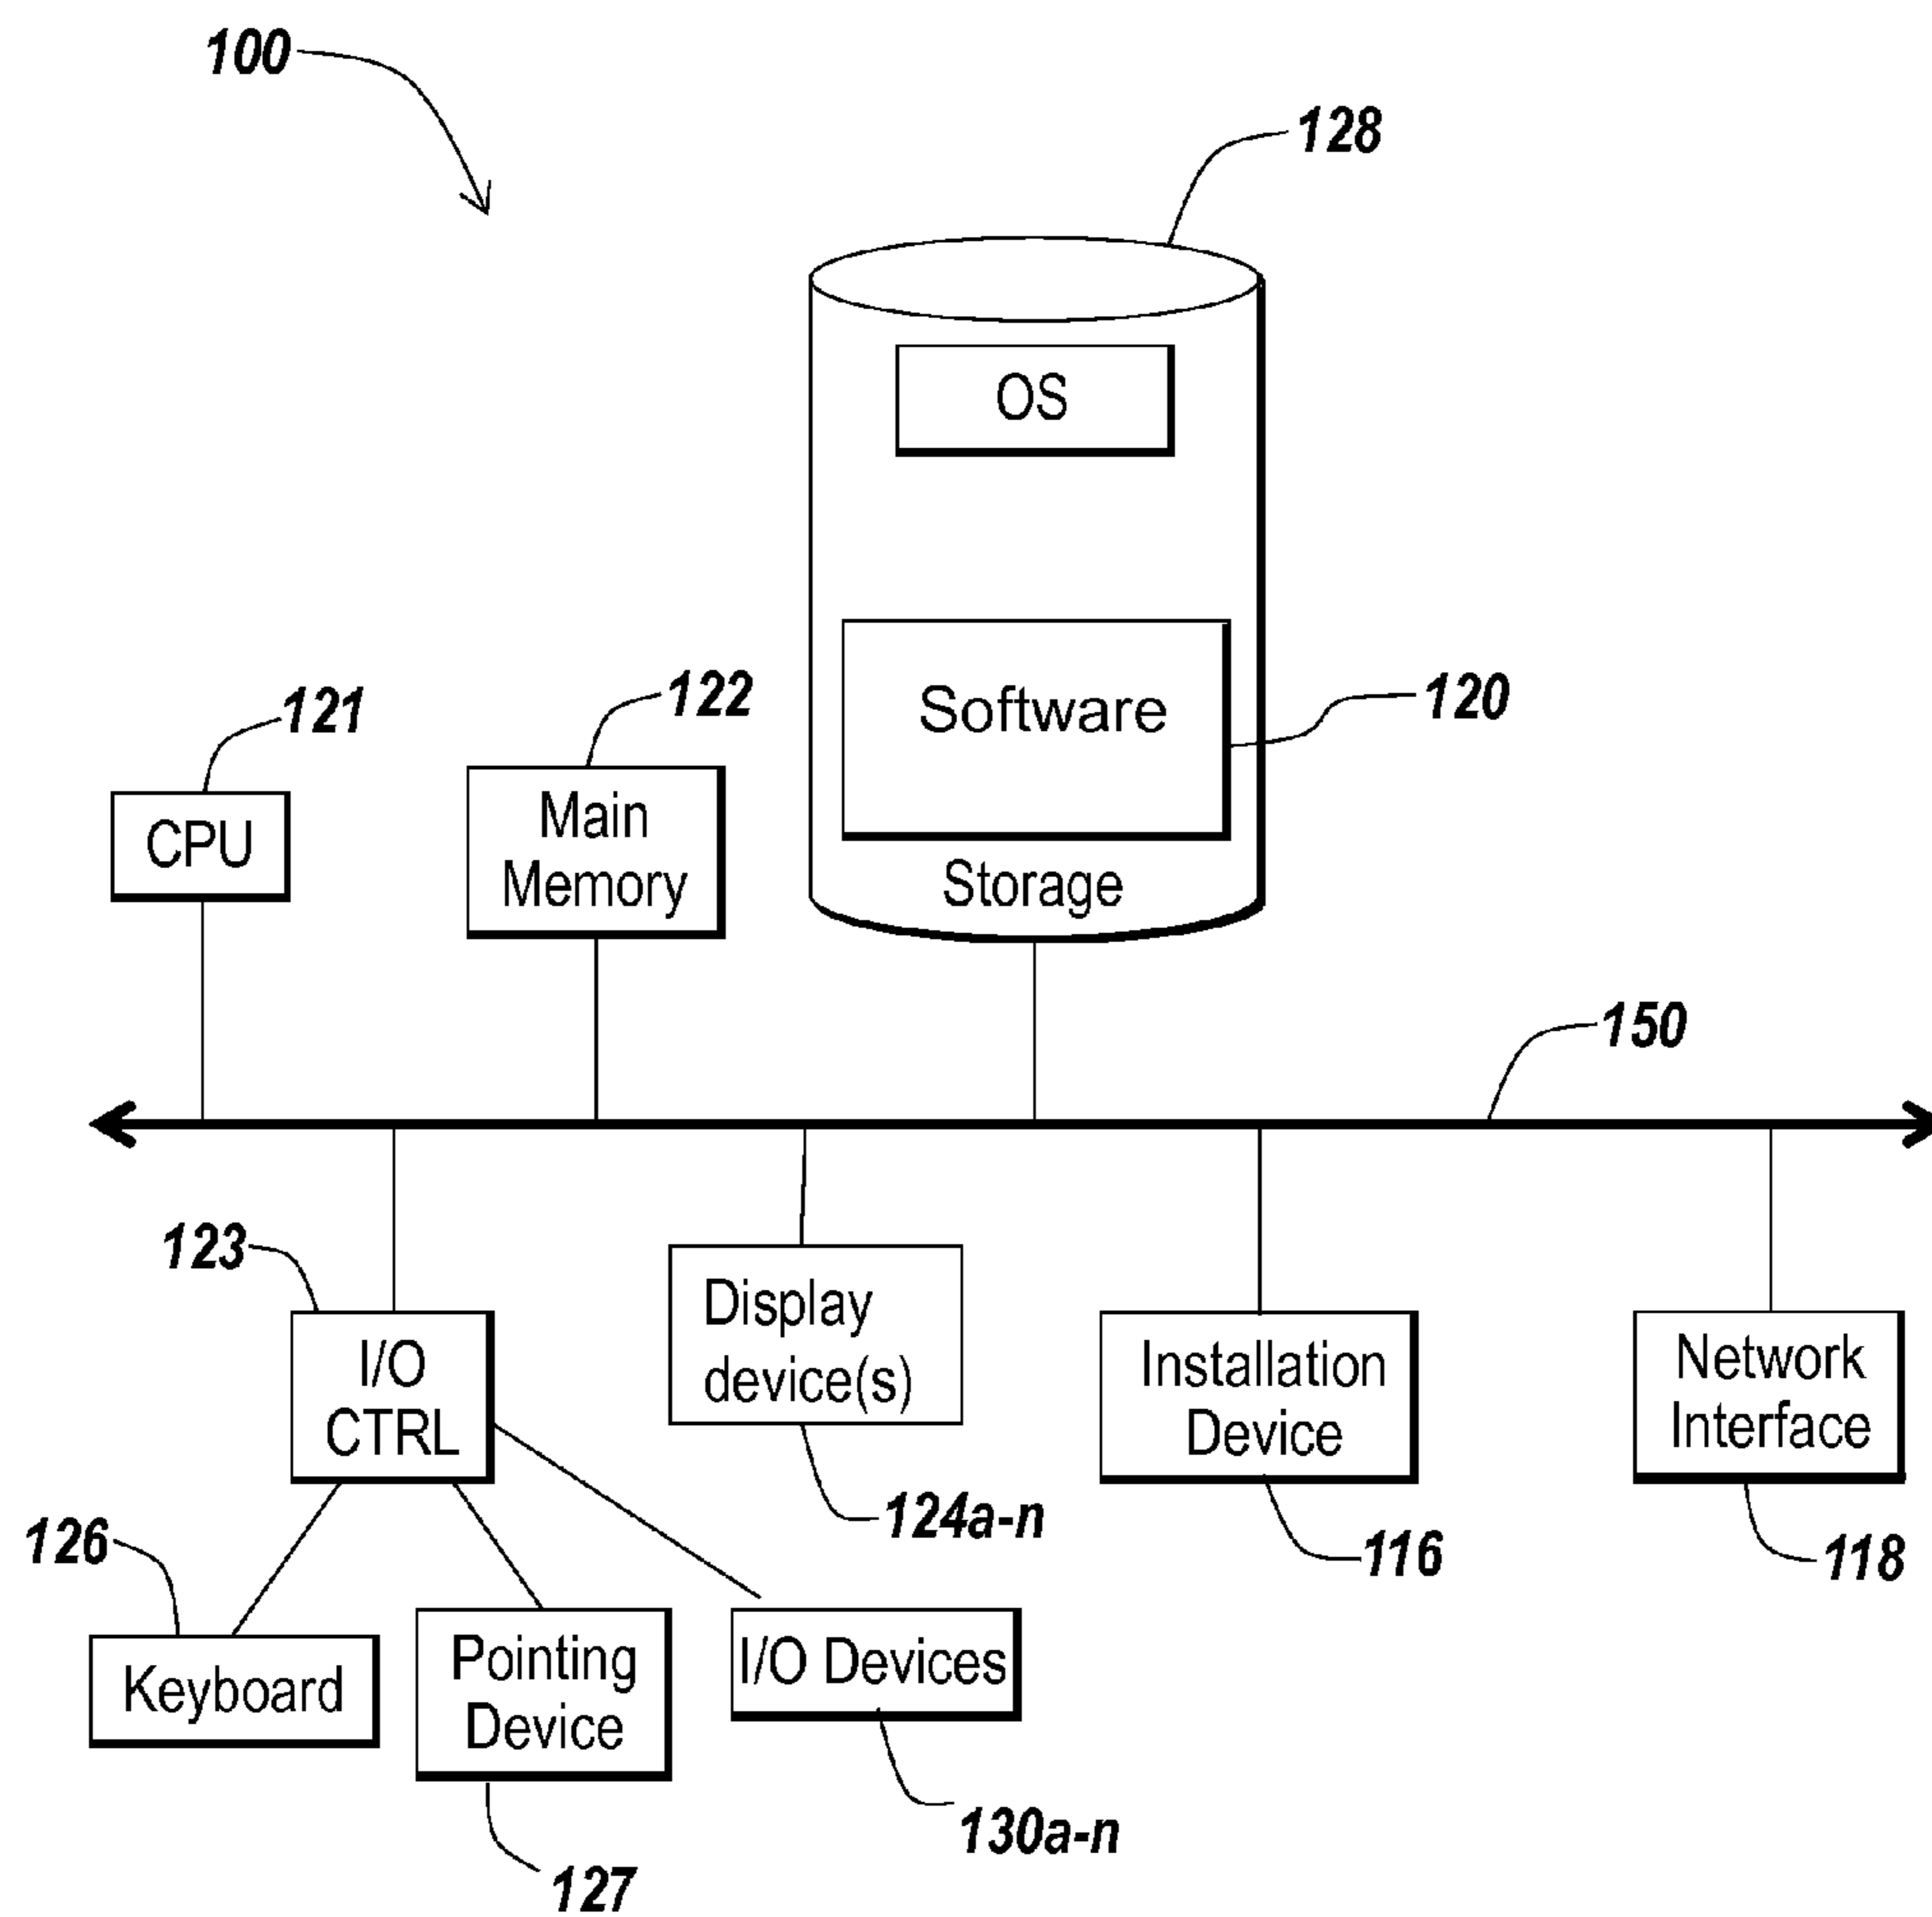 100
128
OS
121
122
Software
120
CPU
Main
Memory
Storage
150
123
I/O
CTRL
Display
device(s)
Installation
Device
Network
Interface
124a-n
116
118
126
Keyboard
Pointing
Device
I/O Devices
130a-n
127